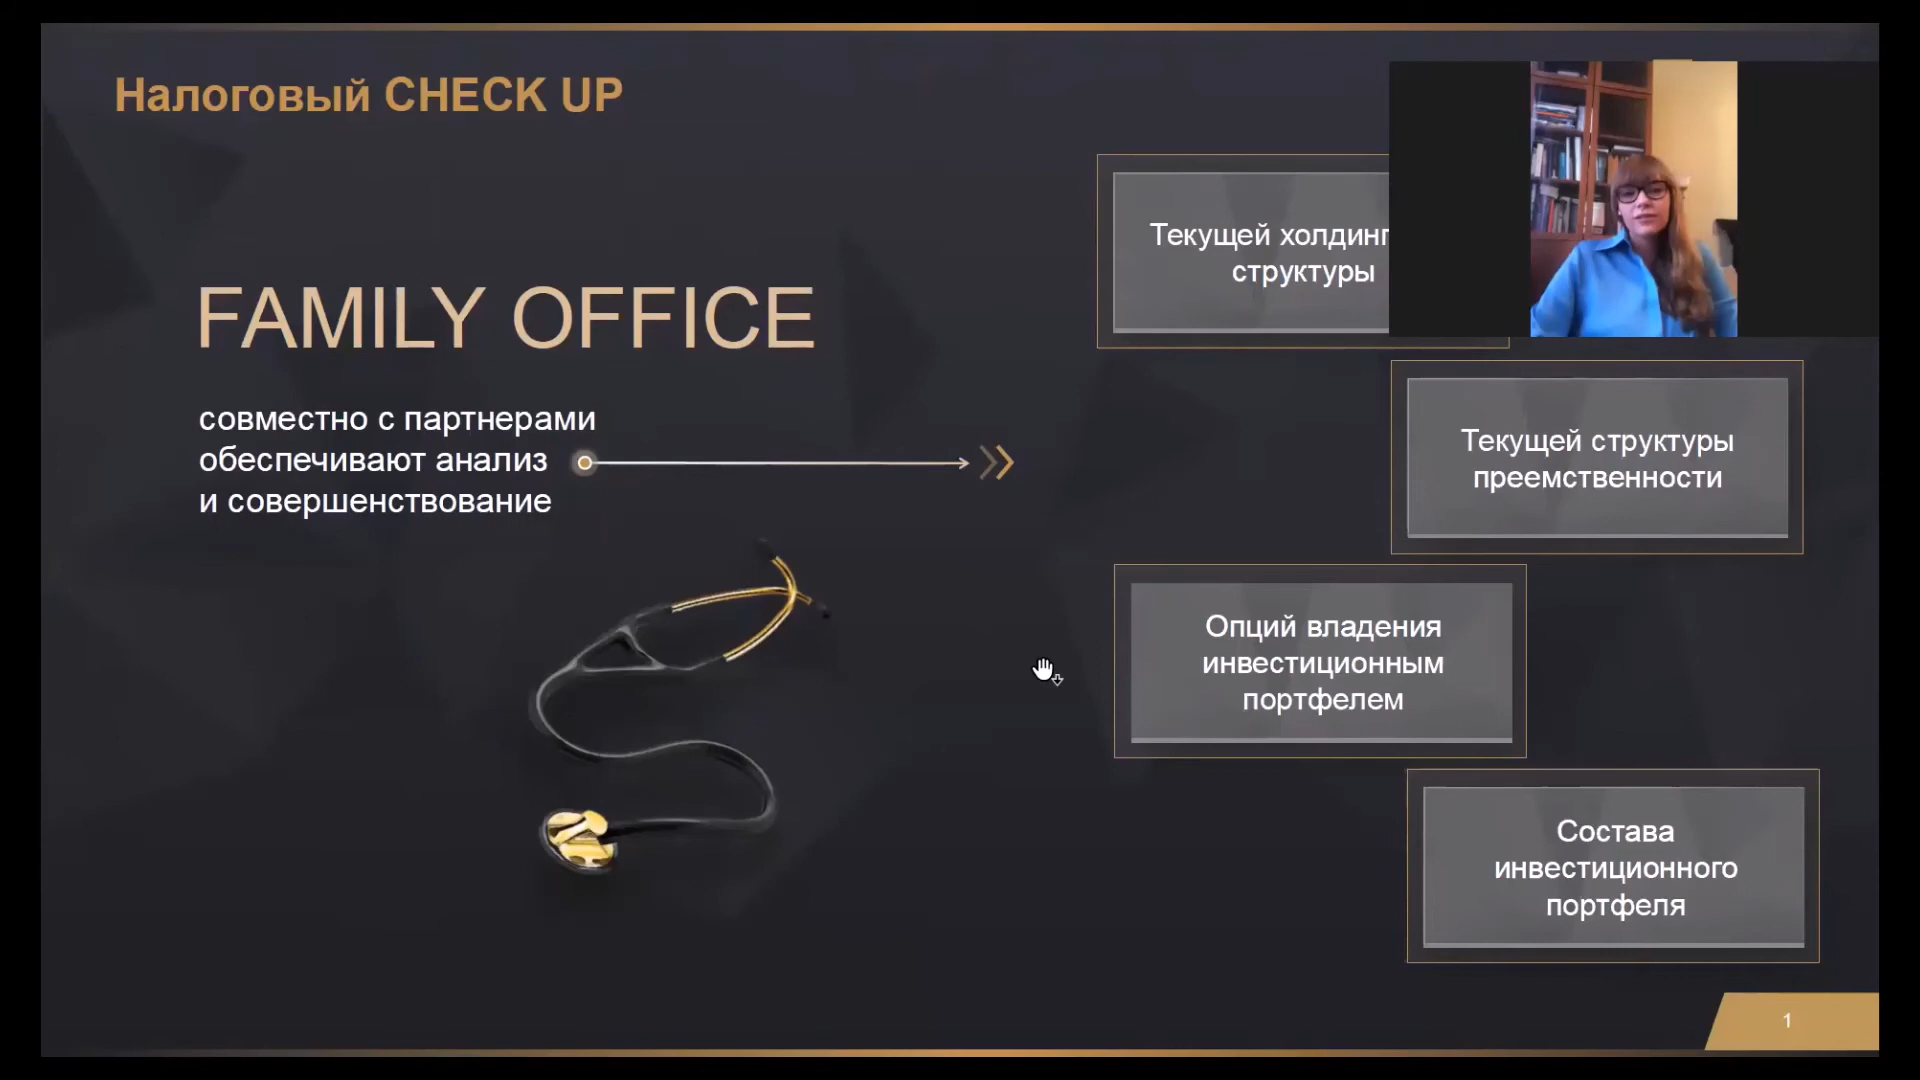 Налоговый CHECK UP
FAMILY OFFICE
совместно с партнерами
обеспечивают анализ
и совершенствование
Текущей
структуры
Текущей структуры
преемственности
Опций владения
инвестиционным
портфелем
Состава
инвестиционного
портфеля
1